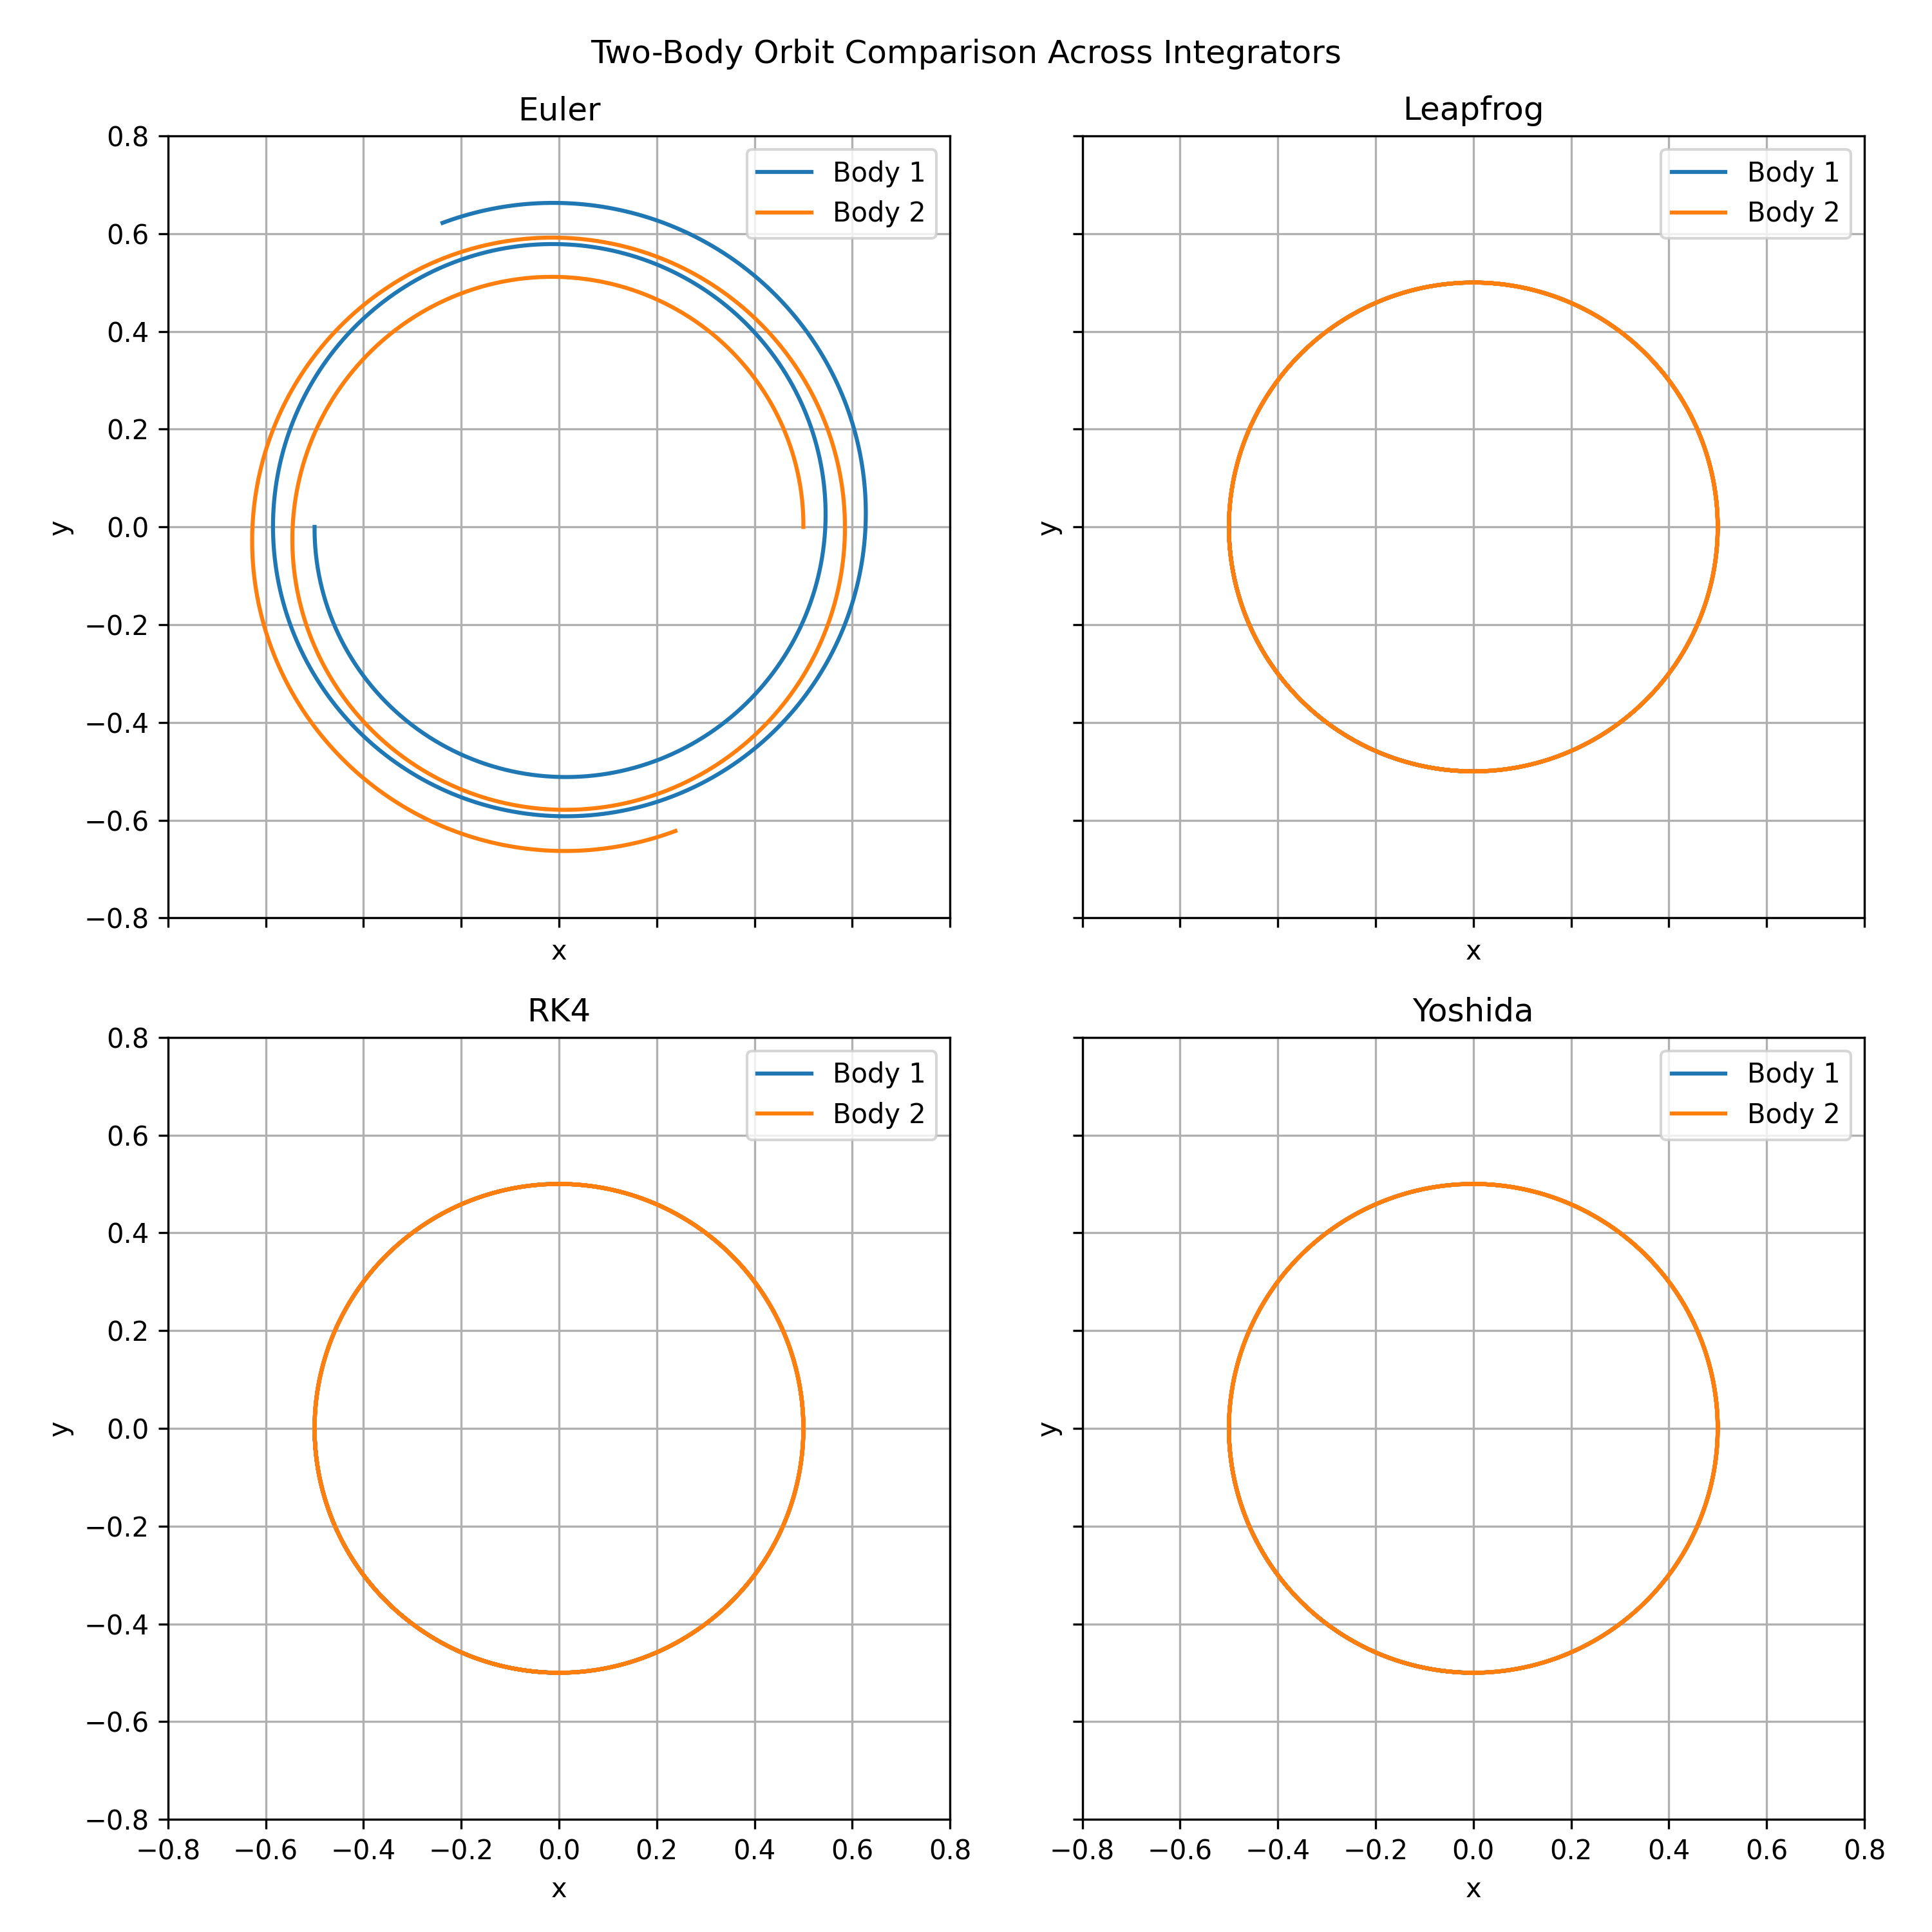 Two-Body Orbit Comparison Across Integrators
Euler
Body 1
Body 2
0.8
0.6
0.4
0.2
0.0
−0.2
−0.4
−0.6
−0.8
y
x
Leapfrog
Body 1
Body 2
y
x
RK4
Body 1
Body 2
0.8
0.6
0.4
0.2
0.0
−0.2
−0.4
−0.6
−0.8
y
−0.8 −0.6 −0.4 −0.2 0.0 0.2 0.4 0.6 0.8
x
Yoshida
Body 1
Body 2
y
−0.8 −0.6 −0.4 −0.2 0.0 0.2 0.4 0.6 0.8
x